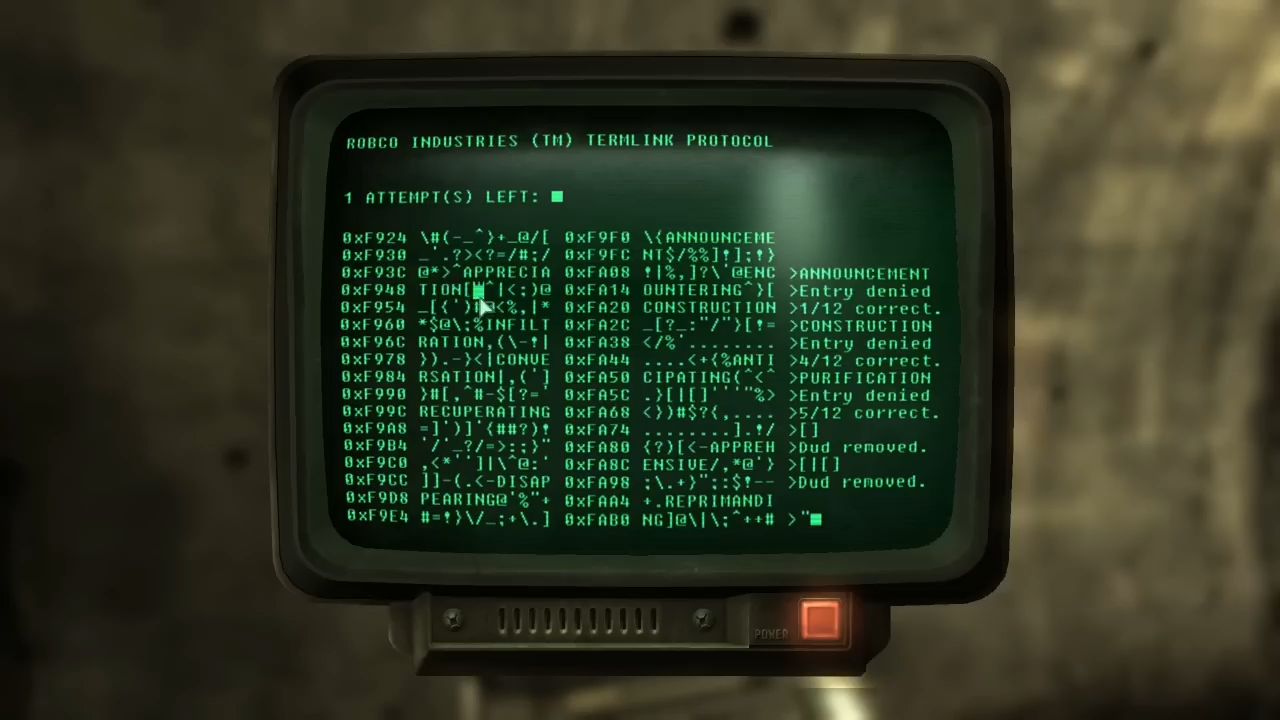 ROBCO INDUSTRIES (TM) TERMLINK PROTOCOL
1 ATTEMPT(S) LEFT: ■
0xF924 \#(-_^}+_@/[ 0xF9F0 \{ANNOUNCEME
0xF930 _'.?><?=/#;/ 0xF9FC NT$/%%]!];!}
0xF93C @*>^APPRECIA 0xFA08 !|%,]?\'@ENC >ANNOUNCEMENT
0xF948 TION["^|<;)@ 0xFA14 OUNTERING^}[ >Entry denied
0xF954 0xFA20 CONSTRUCTION >1/12 correct.
0xF960 *$@\:%INFILT 0xFA2C _[?_:"/"}[!= >CONSTRUCTION
0xF96C RATION,(\-!| 0xFA38 </%'........ >Entry denied
0xF978 }).-}<|CONVE 0xFA44 ....<+{%ANTI >4/12 correct.
0xF984 RSATION|,('] 0xFA50 CIPATING(^<^ >PURIFICATION
0xF990 }#[,^#-$[?=' 0xFA5C .}[|[]'''"%> >Entry denied
0xF99C RECUPERATING 0xFA68 <})#$?{,.... >5/12 correct.
0xF9A8 =]')]'{##?)! 0xFA74 ........].!/ >[]
0xF9B4 '/'_?/=>:;}" 0xFA80 {?)[<-APPREH >Dud removed.
0xF9C0 ,<*'']|\^@:' 0xFA8C ENSIVE/,*@'} >[|[]
0xF9CC ]]-(.<-DISAP 0xFA98 ;\.+}";:$!-- >Dud removed.
0xF9D8 PEARING@'%"+ 0xFAA4 +.REPRIMANDI
0xF9E4 #=!}\/_;+\.] 0xFAB0 NG]@\|\;^++# >"■
POWER